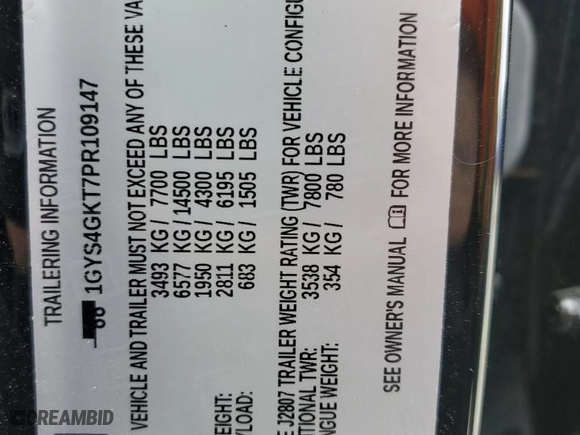 TRAILERING INFORMATION
66 1GYS4GKT7PR109147
VEHICLE AND TRAILER MUST NOT EXCEED ANY OF THESE VA
3493 KG / 7700 LBS
6577 KG / 14500 LBS
1950 KG / 4300 LBS
EIGHT: 2811 KG / 6195 LBS
YLOAD: 683 KG / 1505 LBS
E J2807 TRAILER WEIGHT RATING (TWR) FOR VEHICLE CONFIGU
ITIONAL TWR: 3538 KG / 7800 LBS
NGUE WEIGHT: 354 KG / 780 LBS
SEE OWNER'S MANUAL FOR MORE INFORMATION
DREAMBID